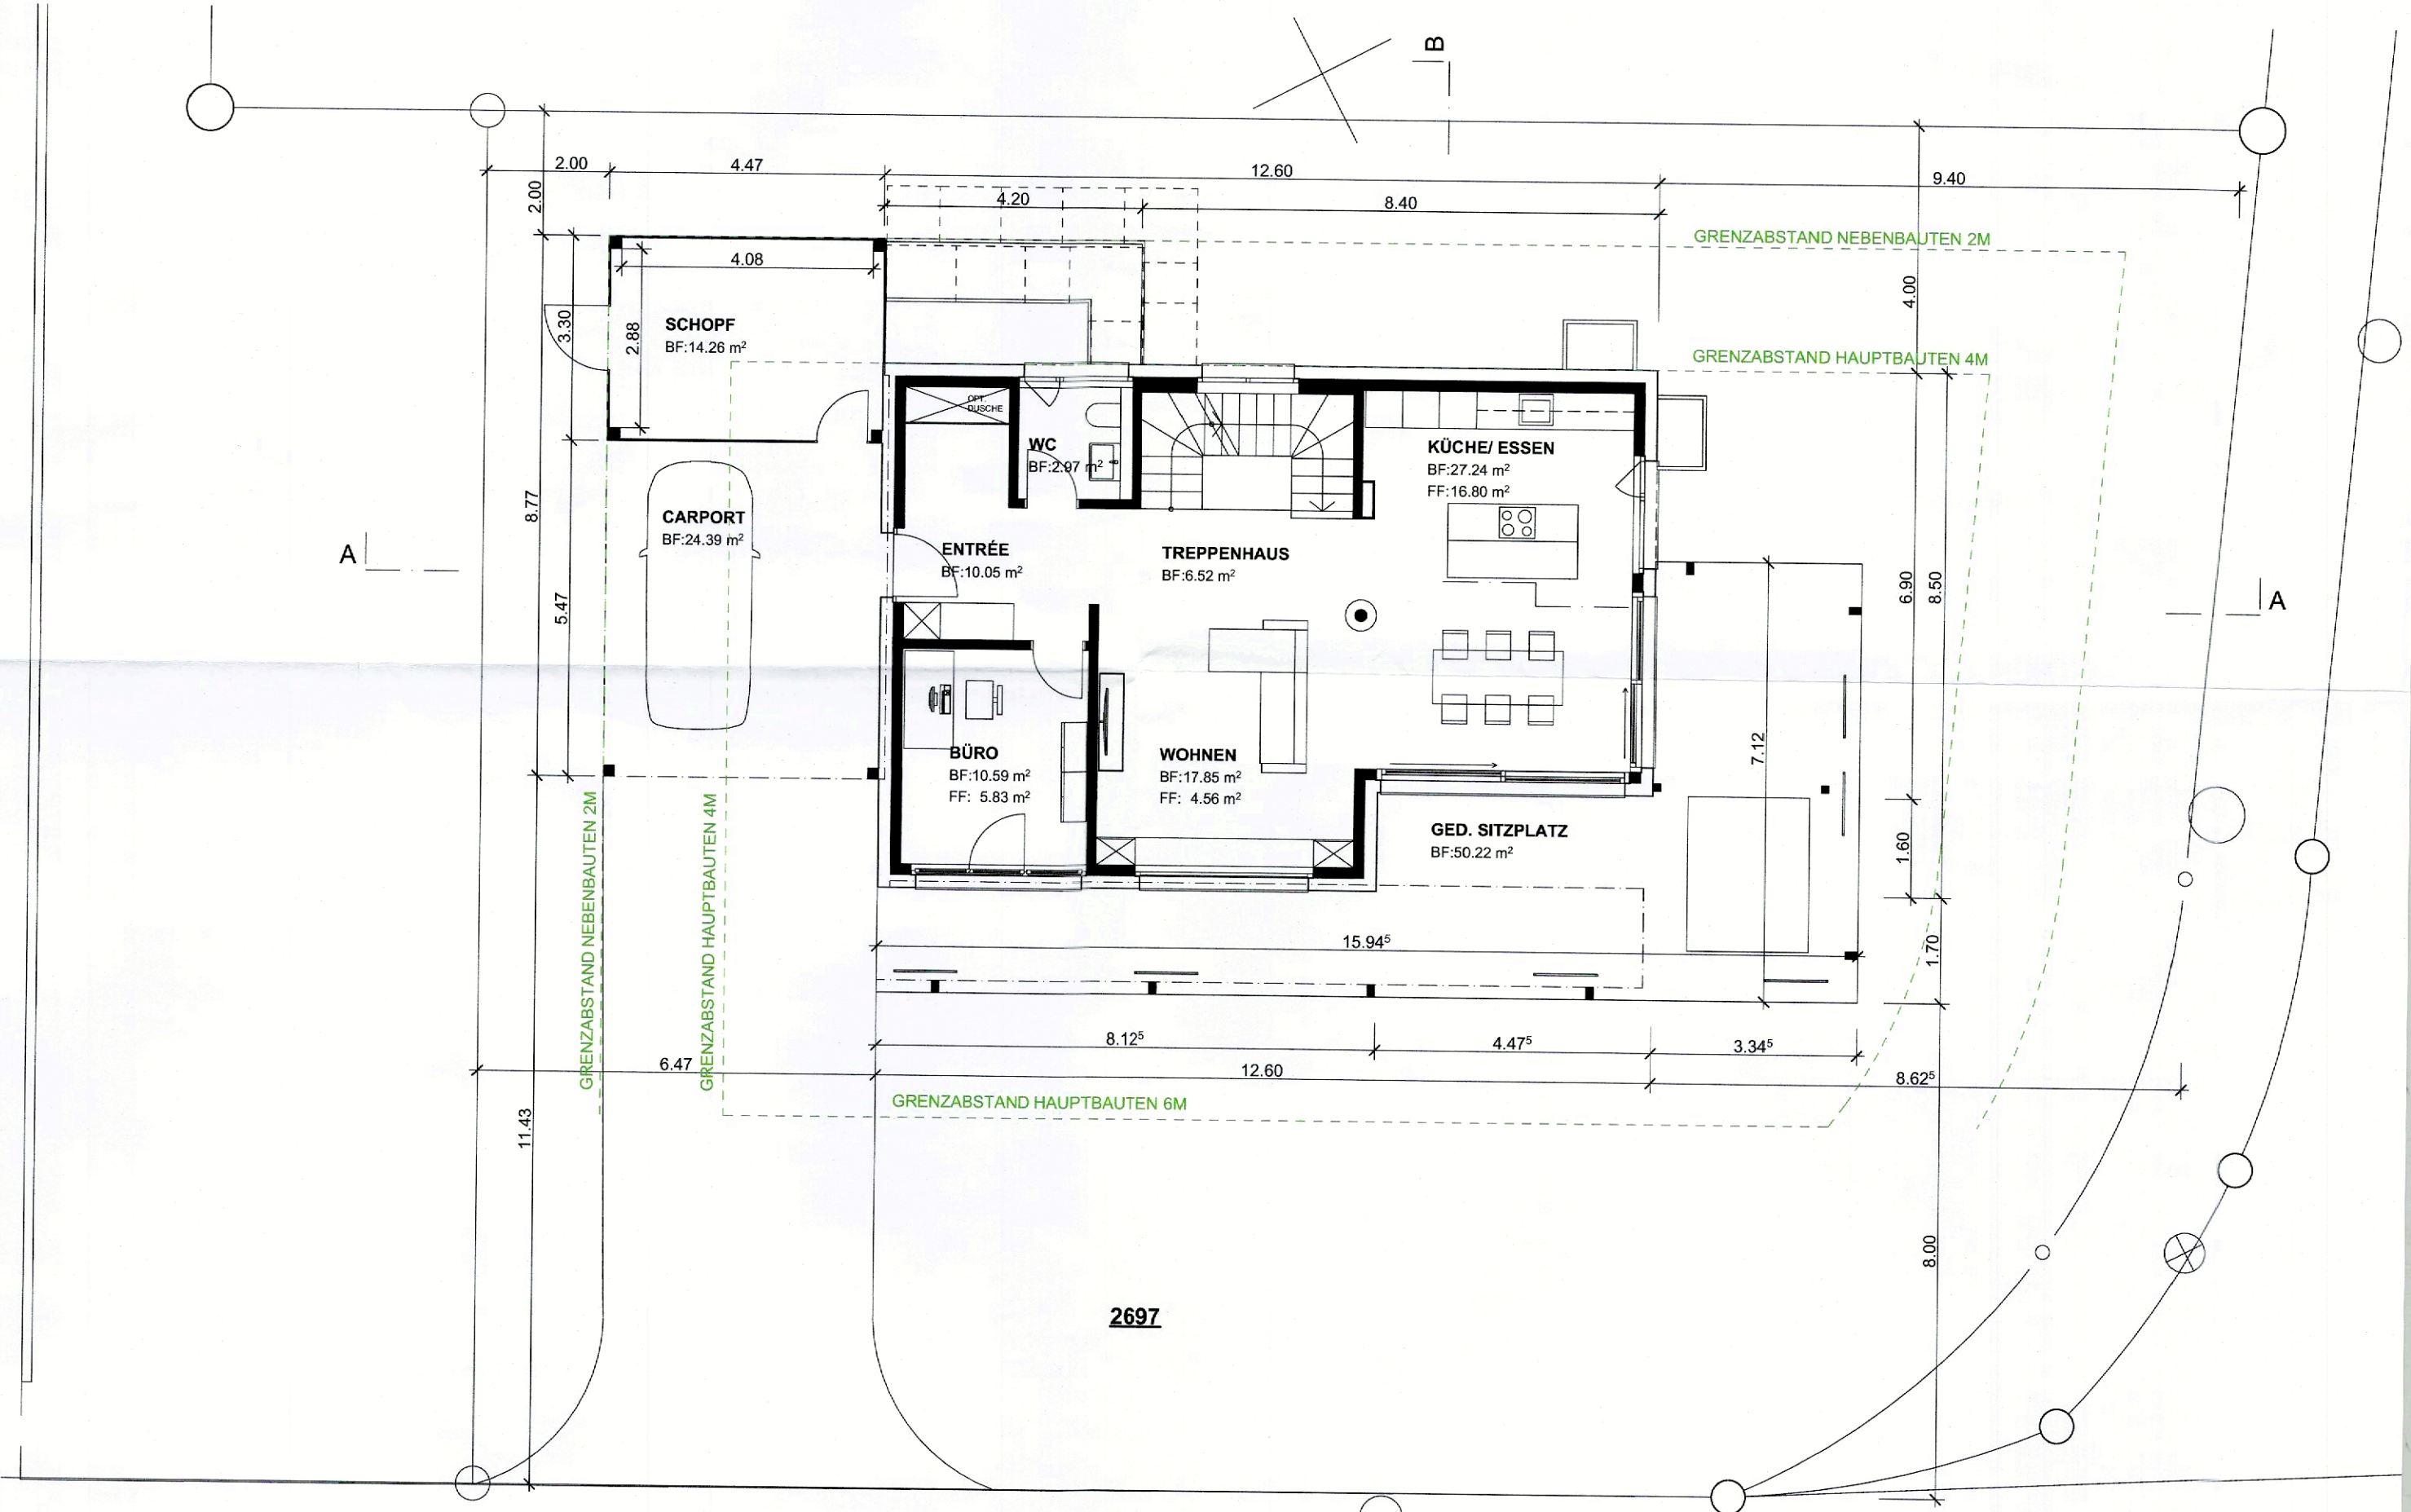 B
2.00
4.47
12.60
9.40
2.00
4.20
8.40
GRENZABSTAND NEBENBAUTEN 2M
4.08
4.00
3.30
2.88
SCHOPF
BF:14.26 m²
GRENZABSTAND HAUPTBAUTEN 4M
OPT.
DUSCHE
WC
BF:2.97 m²
KÜCHE/ ESSEN
BF:27.24 m²
FF:16.80 m²
8.77
CARPORT
BF:24.39 m²
A
ENTRÉE
BF:10.05 m²
TREPPENHAUS
BF:6.52 m²
5.47
6.90
8.50
A
7.12
BÜRO
BF:10.59 m²
FF: 5.83 m²
WOHNEN
BF:17.85 m²
FF: 4.56 m²
GED. SITZPLATZ
BF:50.22 m²
1.60
GRENZABSTAND NEBENBAUTEN 2M
GRENZABSTAND HAUPTBAUTEN 4M
15.94⁵
1.70
8.12⁵
4.47⁵
3.34⁵
6.47
12.60
8.62⁵
GRENZABSTAND HAUPTBAUTEN 6M
11.43
8.00
2697